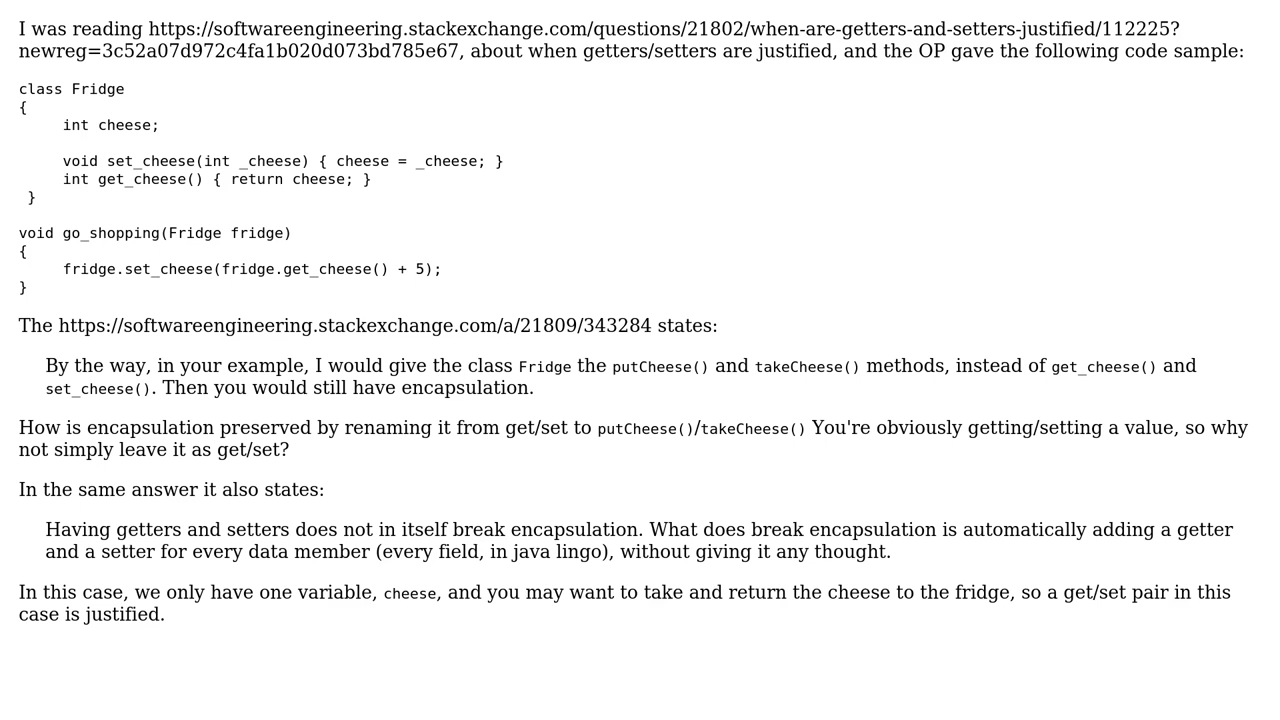 I was reading https://softwareengineering.stackexchange.com/questions/21802/when-are-getters-and-setters-justified/112225?
newreg=3c52a07d972c4fa1b020d073bd785e67, about when getters/setters are justified, and the OP gave the following code sample:
class Fridge
{
     int cheese;

     void set_cheese(int _cheese) { cheese = _cheese; }
     int get_cheese() { return cheese; }
 }

void go_shopping(Fridge fridge)
{
     fridge.set_cheese(fridge.get_cheese() + 5);
}
The https://softwareengineering.stackexchange.com/a/21809/343284 states:
By the way, in your example, I would give the class Fridge the putCheese() and takeCheese() methods, instead of get_cheese() and
set_cheese(). Then you would still have encapsulation.
How is encapsulation preserved by renaming it from get/set to putCheese()/takeCheese() You're obviously getting/setting a value, so why
not simply leave it as get/set?
In the same answer it also states:
Having getters and setters does not in itself break encapsulation. What does break encapsulation is automatically adding a getter
and a setter for every data member (every field, in java lingo), without giving it any thought.
In this case, we only have one variable, cheese, and you may want to take and return the cheese to the fridge, so a get/set pair in this
case is justified.